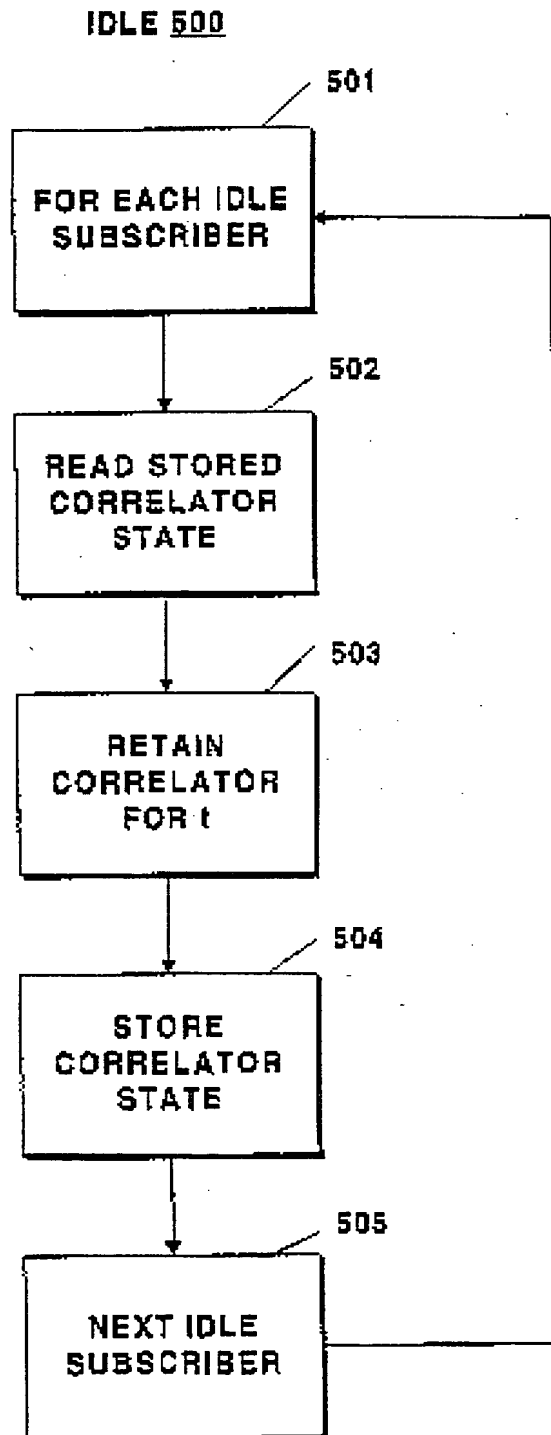 IDLE 500
501
FOR EACH IDLE
SUBSCRIBER
502
READ STORED
CORRELATOR
STATE
503
RETAIN
CORRELATOR
FOR t
504
STORE
CORRELATOR
STATE
505
NEXT IDLE
SUBSCRIBER